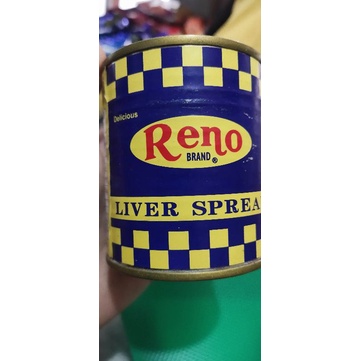 Delicious
Reno
BRAND®
LIVER SPREA